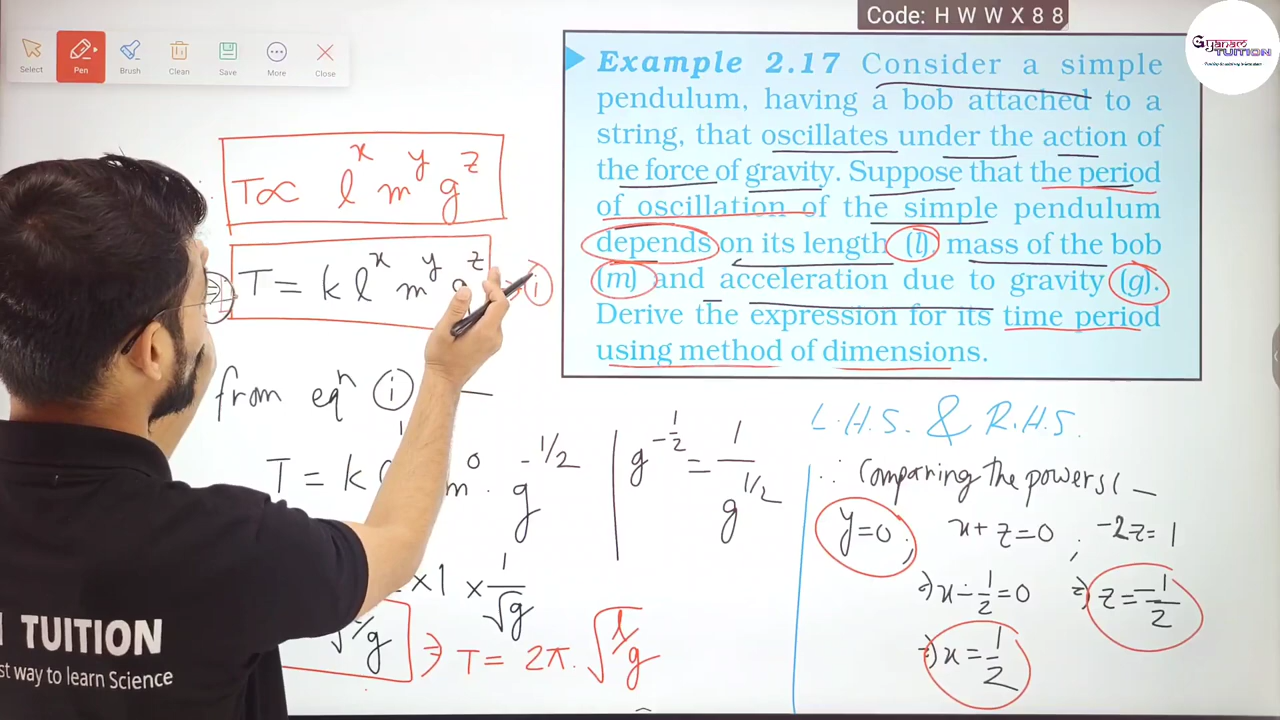 Code: H W W X 8 8
Gyanam
TUITION
Select
Pen
Brush
Clean
Save
More
Close
Example 2.17 Consider a simple
pendulum, having a bob attached to a
string, that oscillates under the action of
the force of gravity. Suppose that the period
of oscillation of the simple pendulum
depends on its length (l) mass of the bob
(m) and acceleration due to gravity (g).
Derive the expression for its time period
using method of dimensions.
T∝ l^x m^y g^z
⇒ T = k l^x m^y g^z i
from eqⁿ (i) —
T = k m^0 . g^-1/2
g^-1/2 = 1/g^1/2
×1 × 1/√g
√l/g ⇒ T = 2π. √l/g
L.H.S. & R.H.S.
∴ Comparing the powers: —
y=0, x+z=0, -2z=1
⇒ x-1/2=0 ⇒ z=-1/2
⇒ x=1/2
TUITION
st way to learn Science